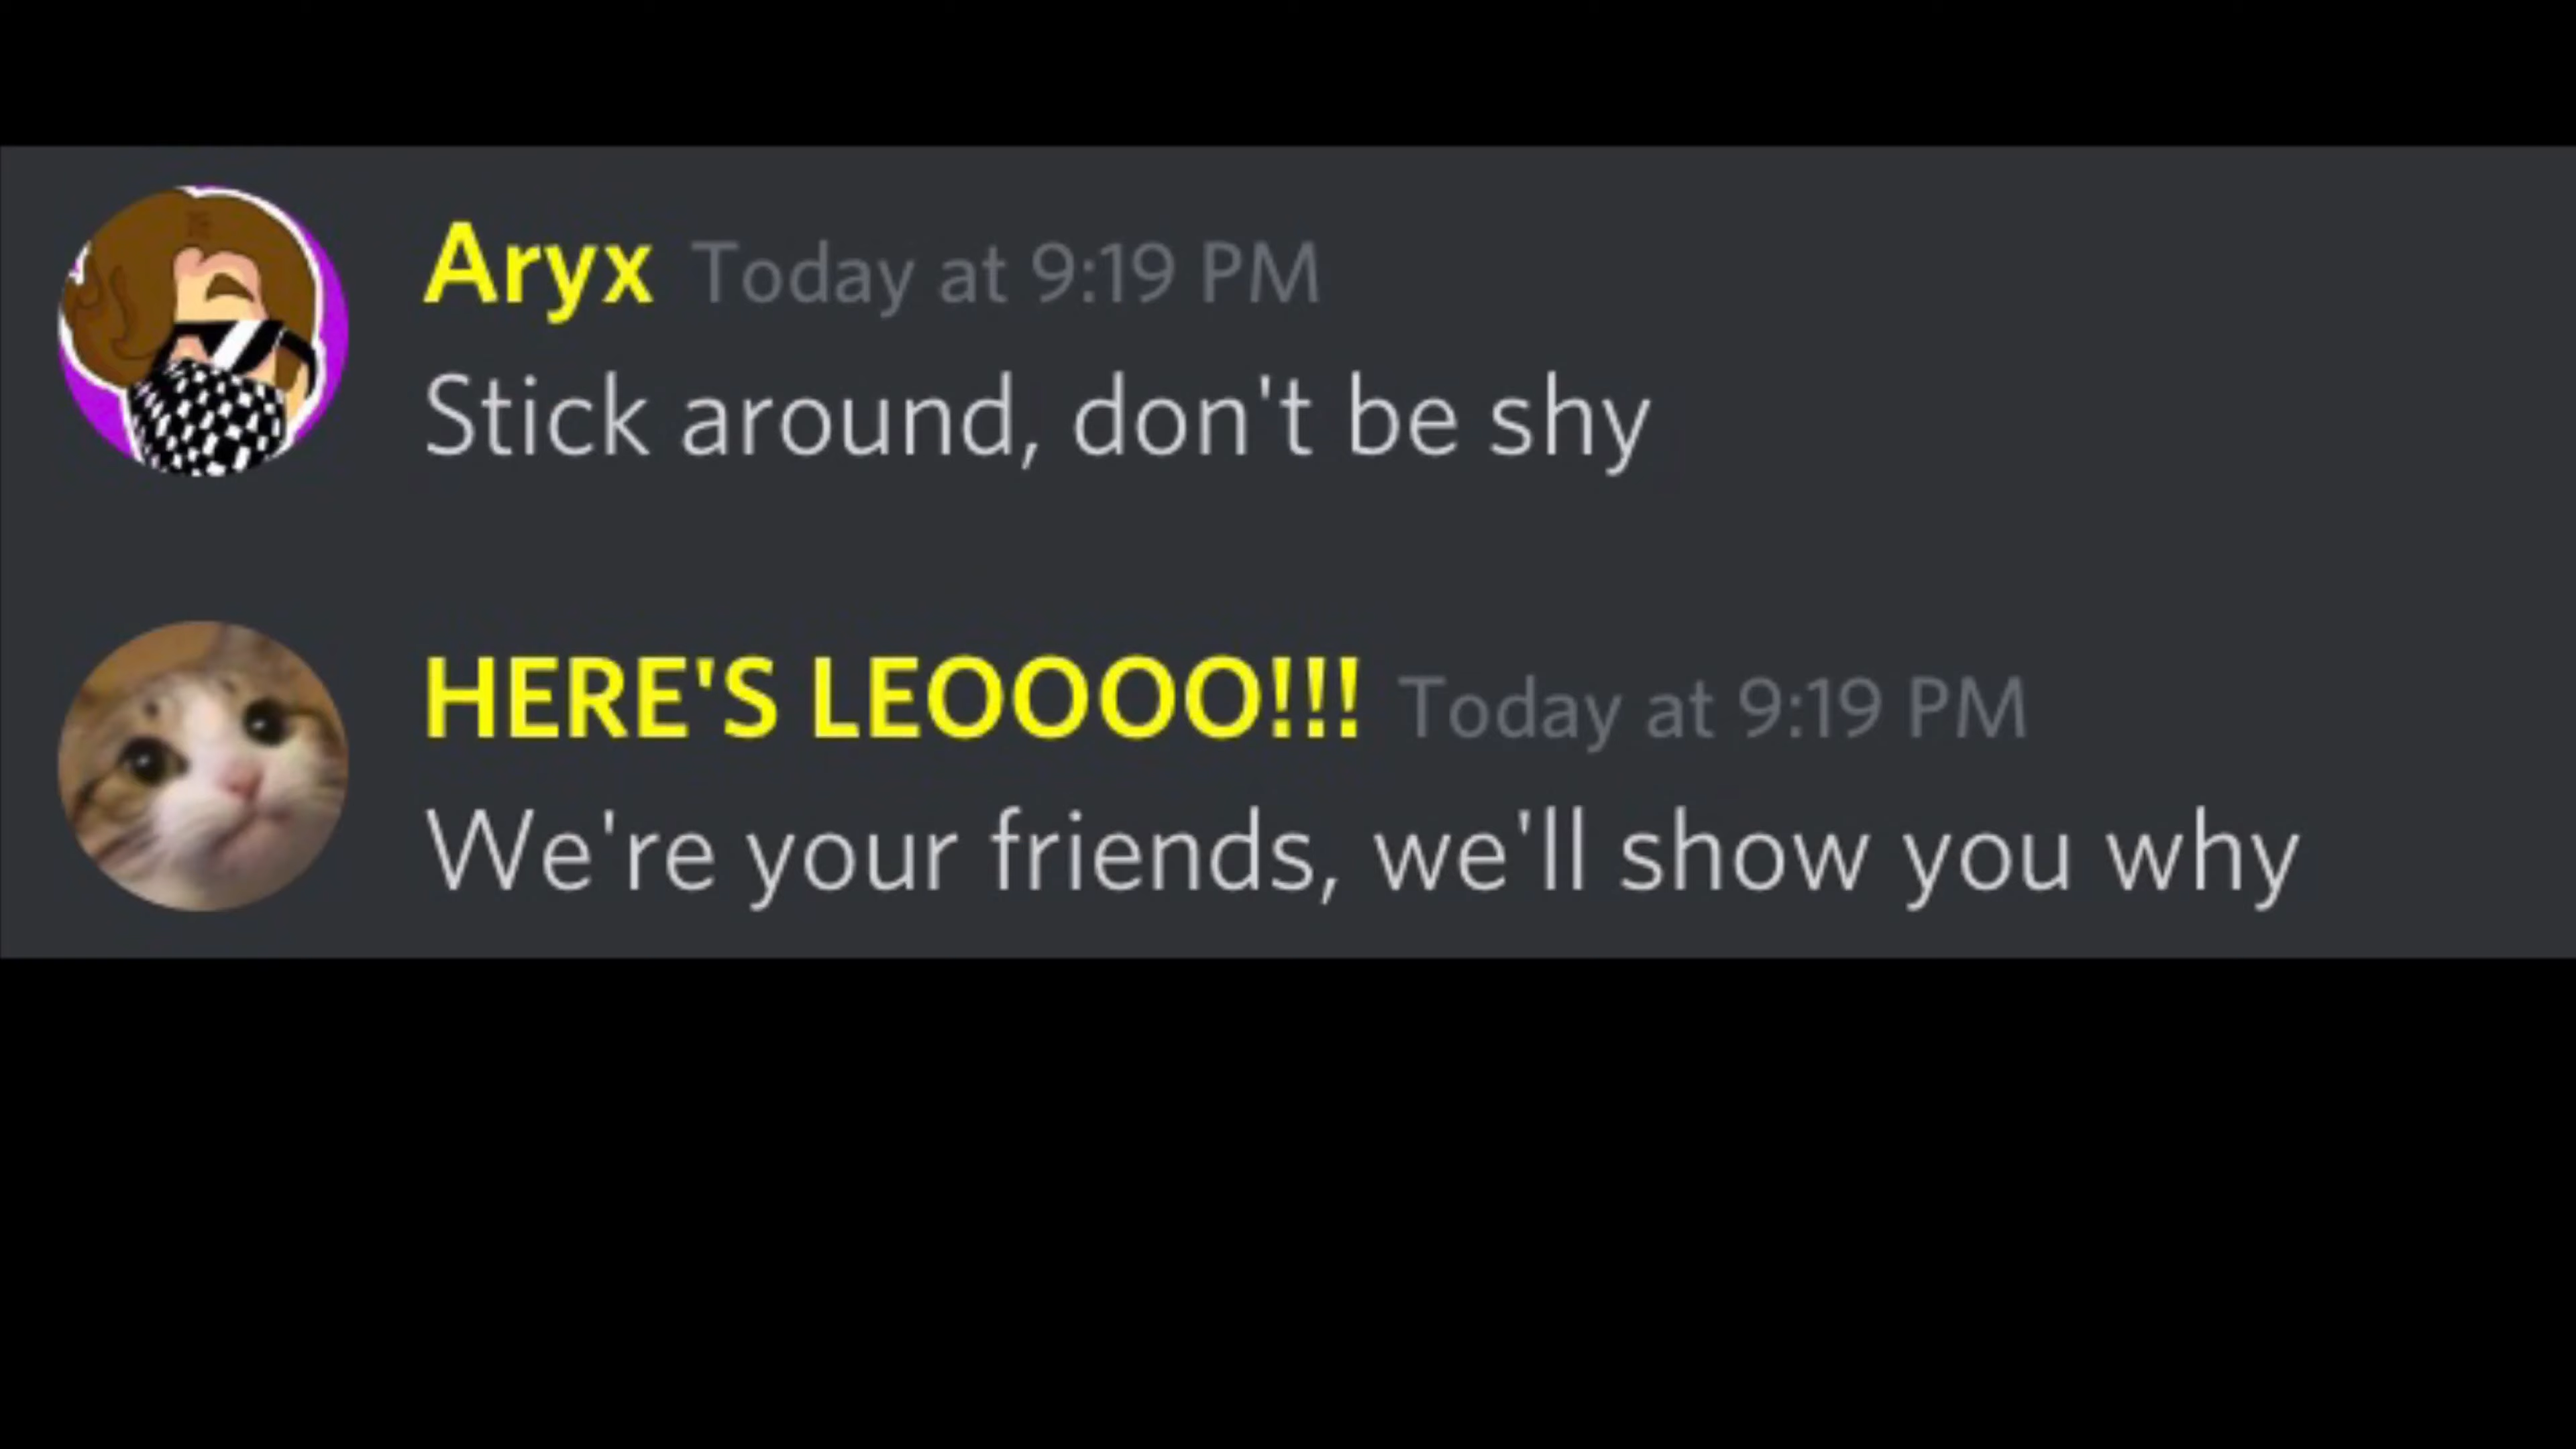 Aryx Today at 9:19 PM
Stick around, don't be shy
HERE'S LEOOOO!!! Today at 9:19 PM
We're your friends, we'll show you why